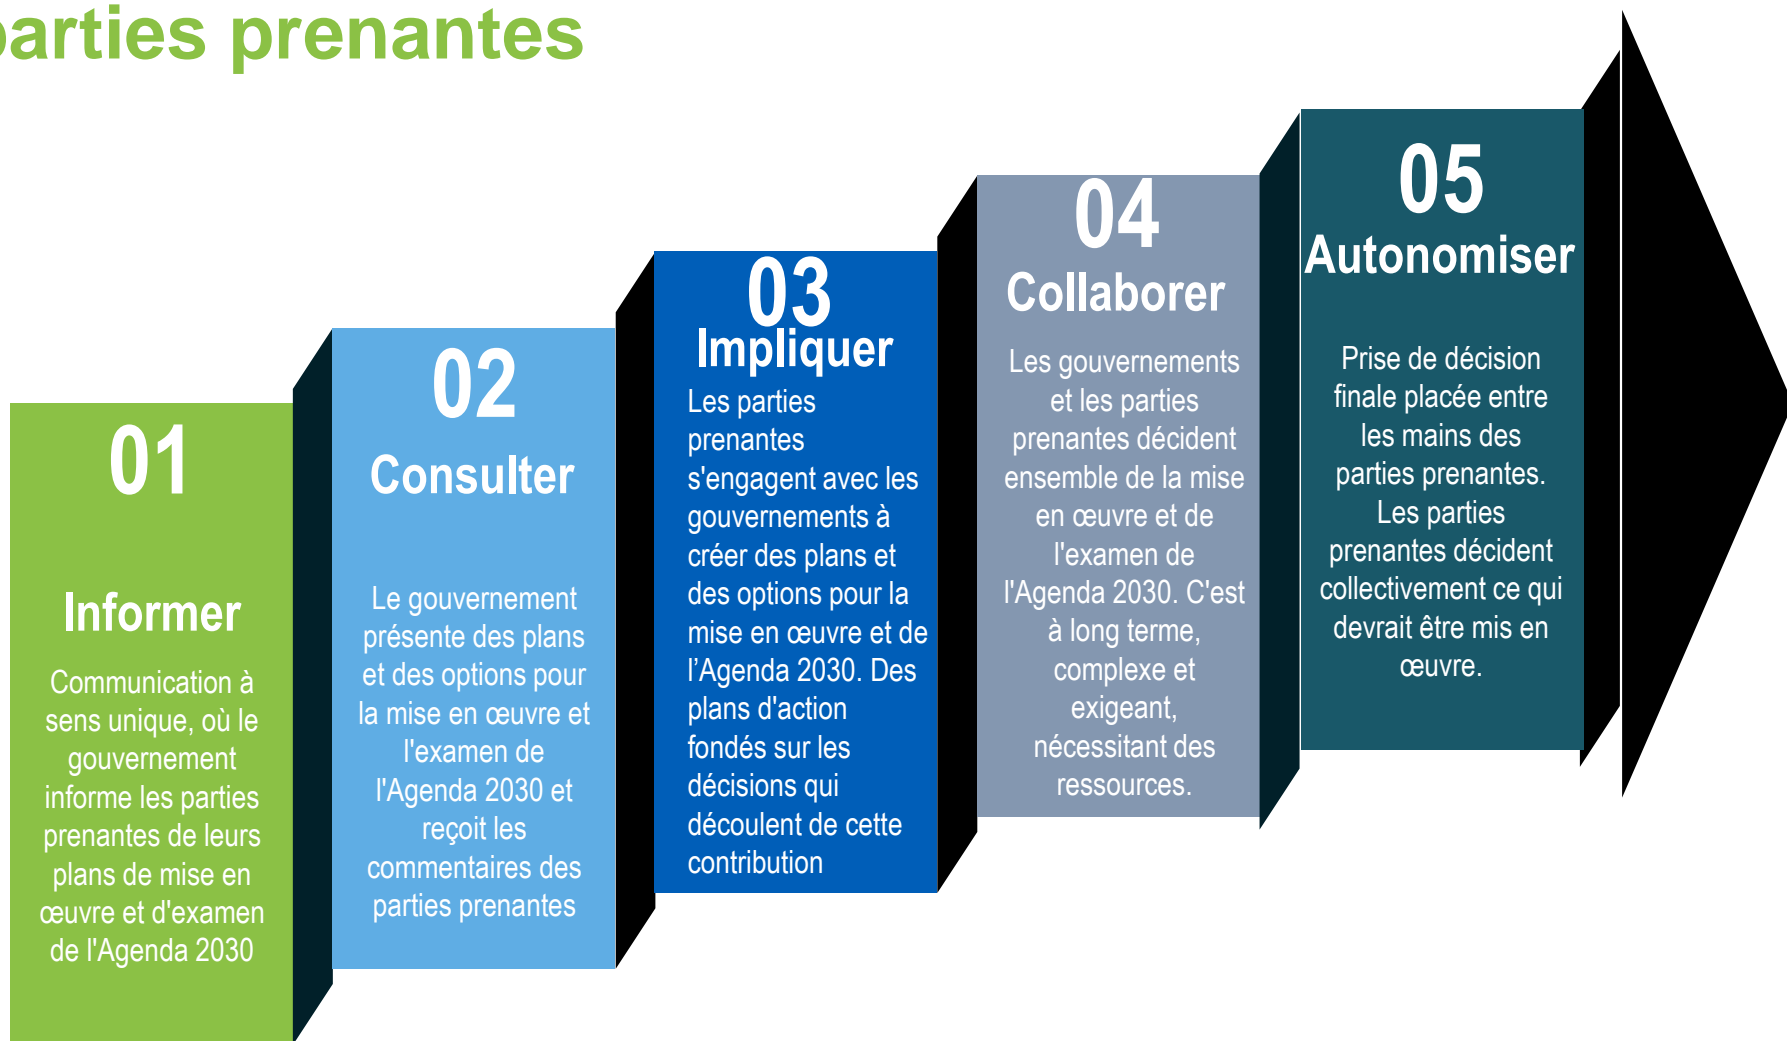 parties prenantes
01
Informer
Communication à
sens unique, où le
gouvernement
informe les parties
prenantes de leurs
plans de mise en
œuvre et d'examen
de l'Agenda 2030
02
Consulter
Le gouvernement
présente des plans
et des options pour
la mise en œuvre et
l'examen de
l'Agenda 2030 et
reçoit les
commentaires des
parties prenantes
03
Impliquer
Les parties
prenantes
s'engagent avec les
gouvernements à
créer des plans et
des options pour la
mise en œuvre et de
l’Agenda 2030. Des
plans d'action
fondés sur les
décisions qui
découlent de cette
contribution
04
Collaborer
Les gouvernements
et les parties
prenantes décident
ensemble de la mise
en œuvre et de
l'examen de
l'Agenda 2030. C'est
à long terme,
complexe et
exigeant,
nécessitant des
ressources.
05
Autonomiser
Prise de décision
finale placée entre
les mains des
parties prenantes.
Les parties
prenantes décident
collectivement ce qui
devrait être mis en
œuvre.